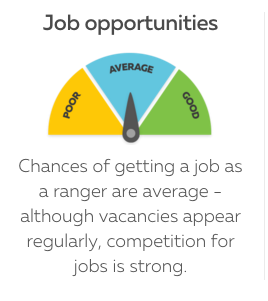 Job opportunities
POOR
AVERAGE
GOOD
Chances of getting a job as
a ranger are average -
although vacancies appear
regularly, competition for
jobs is strong.